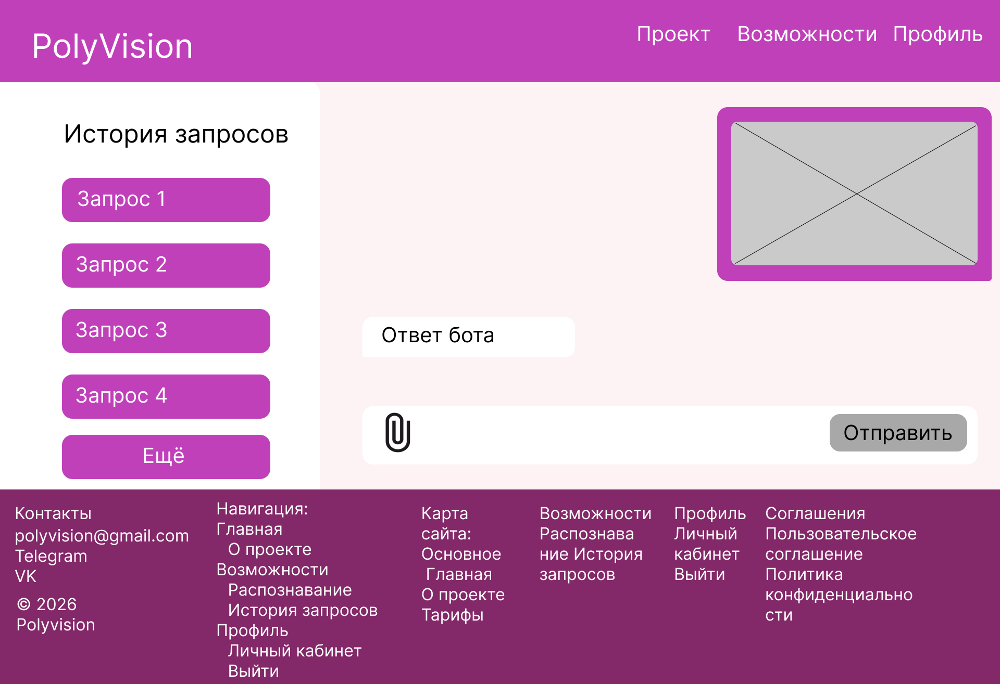 PolyVision
Проект
Возможности
Профиль
История запросов
Запрос 1
Запрос 2
Запрос 3
Запрос 4
Ещё
Ответ бота
Отправить
Контакты
polyvision@gmail.com
Telegram
VK
© 2026
Polyvision
Навигация:
Главная
О проекте
Возможности
Распознавание
История запросов
Профиль
Личный кабинет
Выйти
Карта
сайта:
Основное
Главная
О проекте
Тарифы
Возможности
Распознава
ние История
запросов
Профиль
Личный
кабинет
Выйти
Соглашения
Пользовательское
соглашение
Политика
конфиденциально
сти